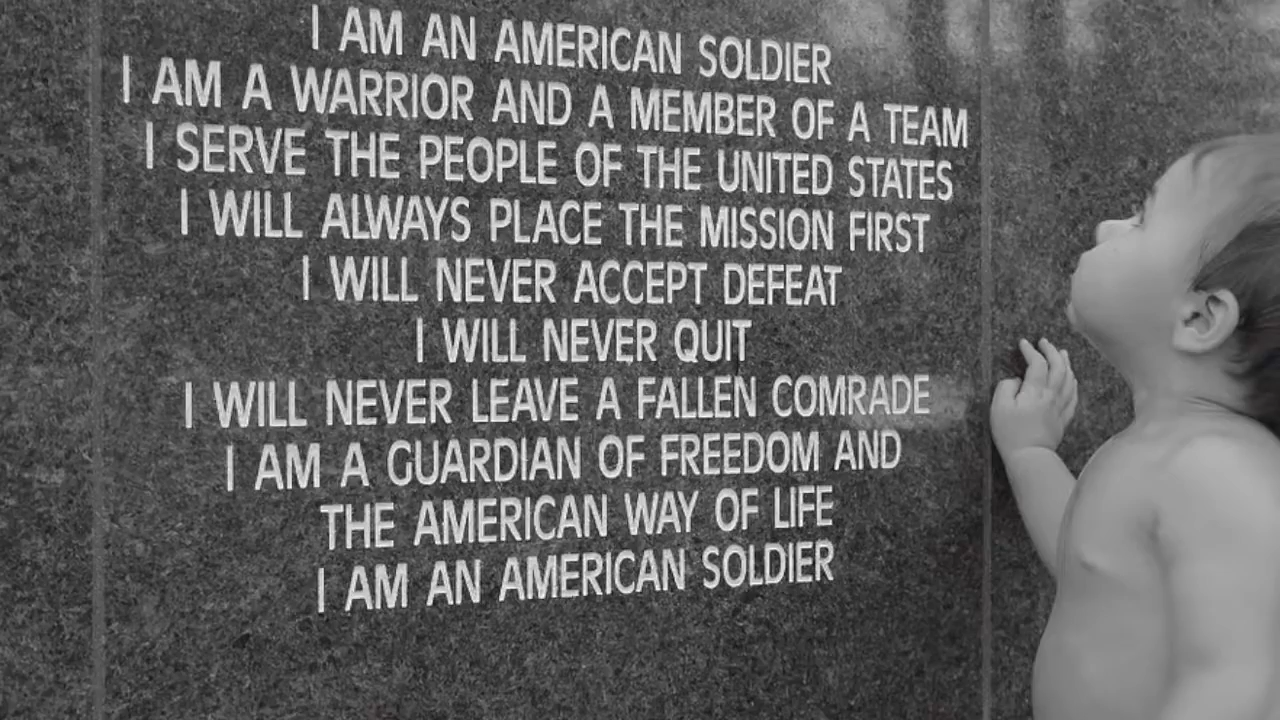 I AM AN AMERICAN SOLDIER
I AM A WARRIOR AND A MEMBER OF A TEAM
I SERVE THE PEOPLE OF THE UNITED STATES
I WILL ALWAYS PLACE THE MISSION FIRST
I WILL NEVER ACCEPT DEFEAT
I WILL NEVER QUIT
I WILL NEVER LEAVE A FALLEN COMRADE
I AM A GUARDIAN OF FREEDOM AND
THE AMERICAN WAY OF LIFE
I AM AN AMERICAN SOLDIER